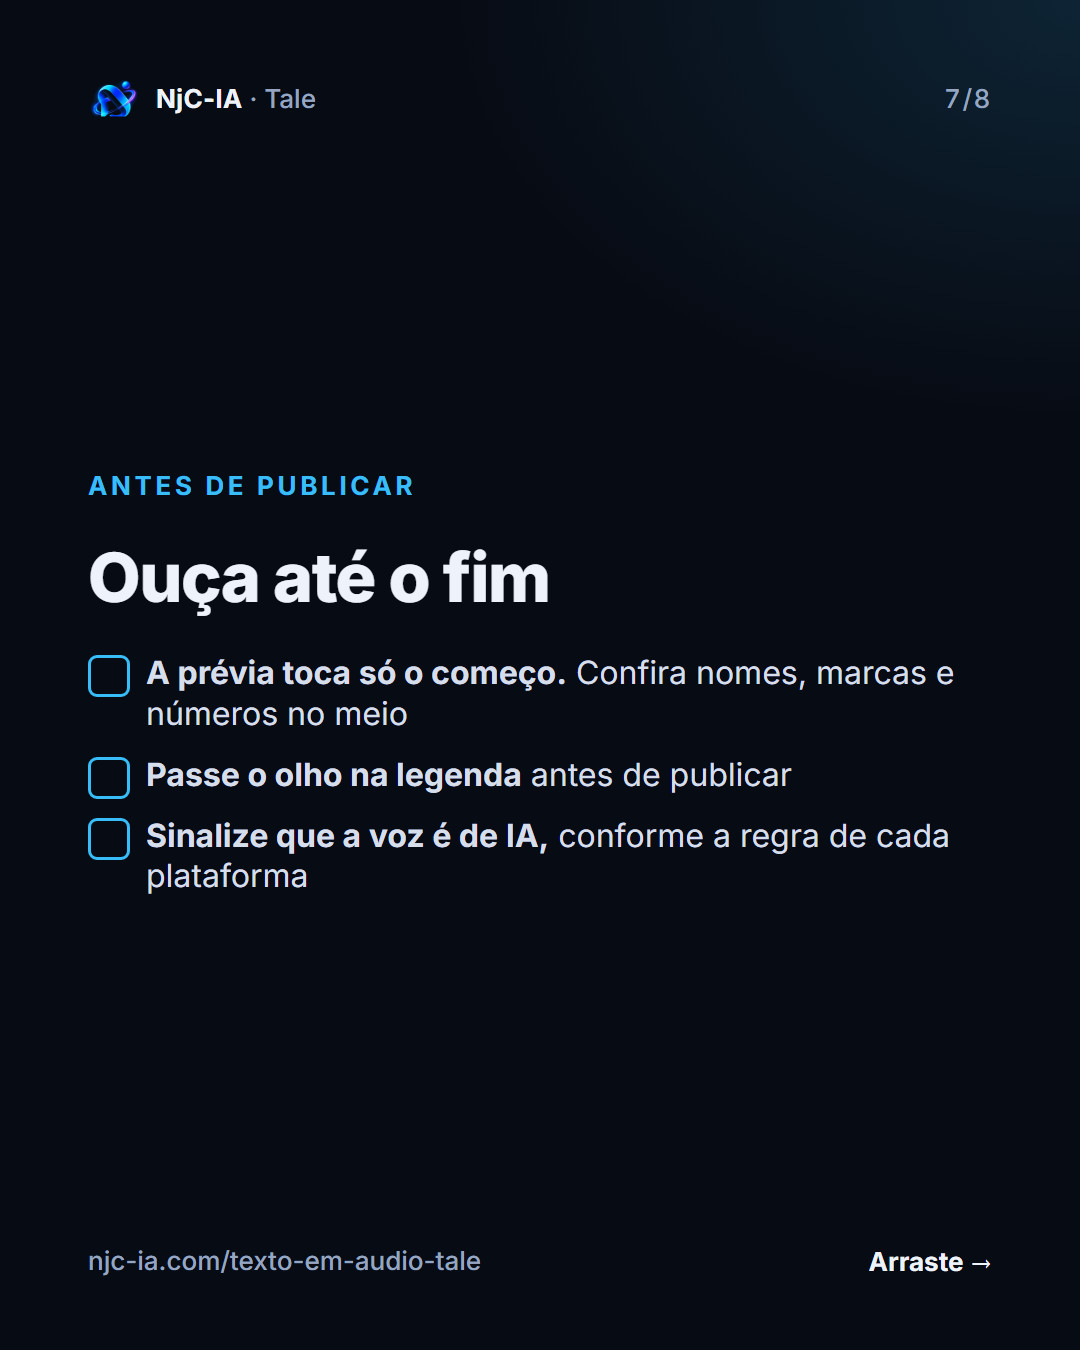 NjC-IA · Tale
7/8
ANTES DE PUBLICAR
Ouça até o fim
A prévia toca só o começo. Confira nomes, marcas e
números no meio
Passe o olho na legenda antes de publicar
Sinalize que a voz é de IA, conforme a regra de cada
plataforma
njc-ia.com/texto-em-audio-tale
Arraste →